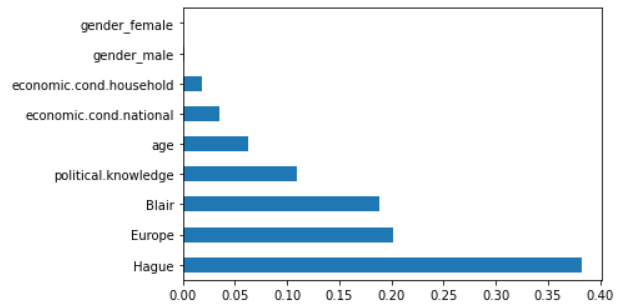 gender_female
gender_male
economic.cond.household
economic.cond.national
age
political.knowledge
Blair
Europe
Hague
0.00 0.05 0.10 0.15 0.20 0.25 0.30 0.35 0.40